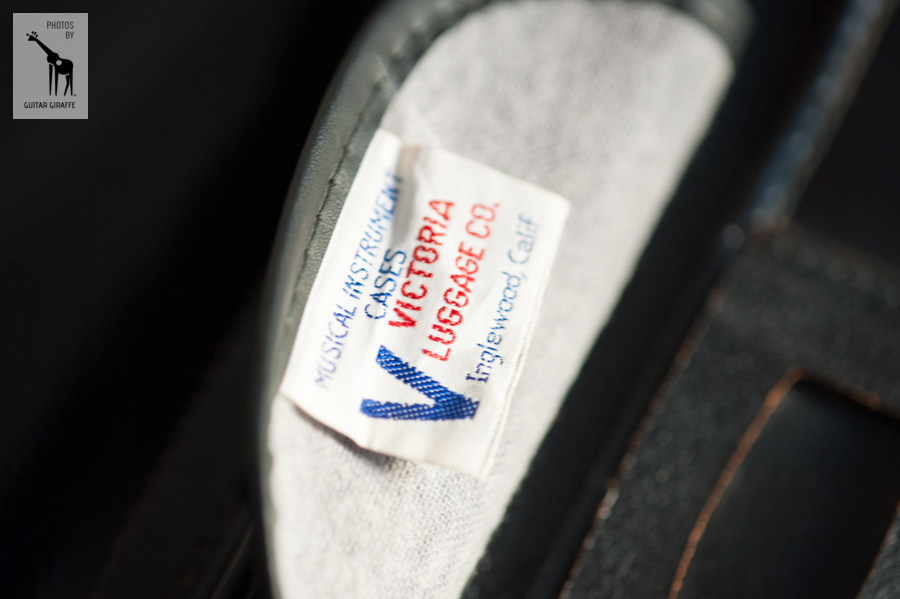 PHOTOS
BY
GUITAR GIRAFFE
MUSICAL INSTRUMENT
CASES
VICTORIA
LUGGAGE CO.
V
Inglewood, Calif.